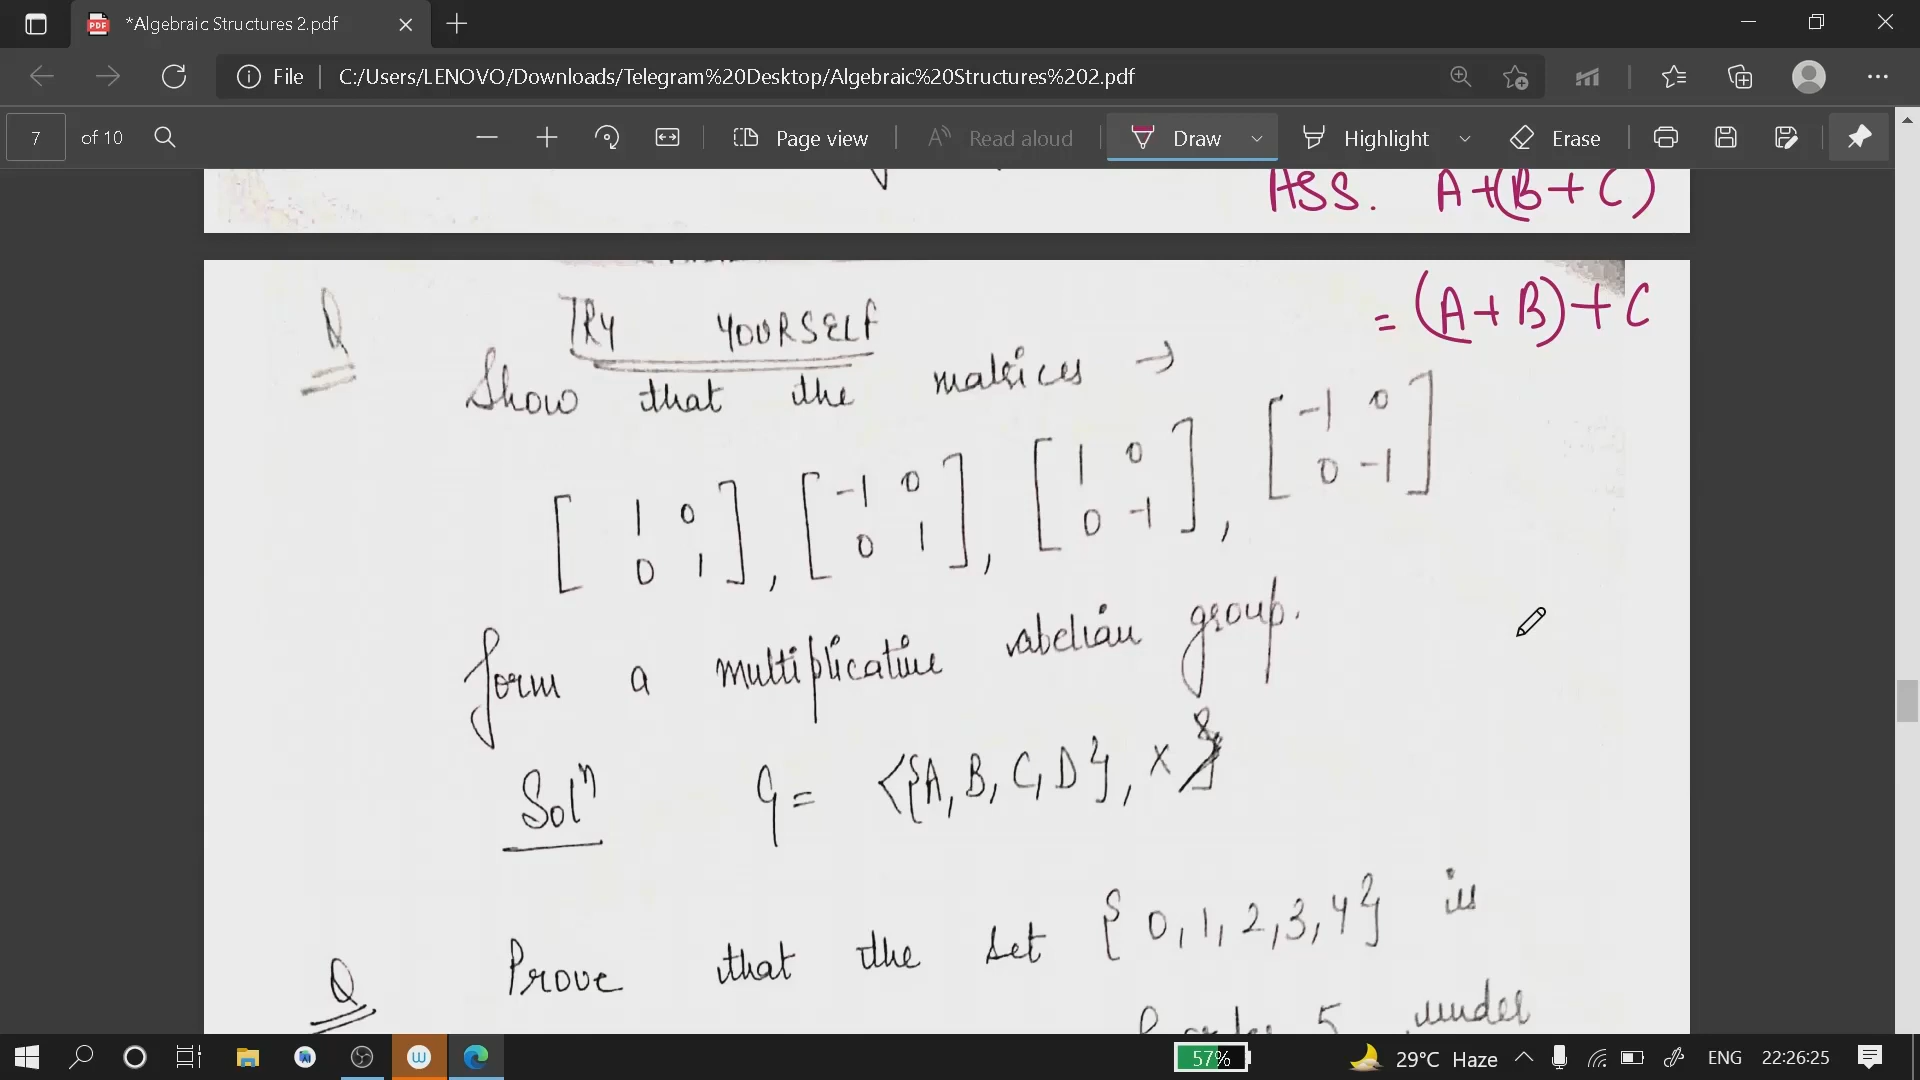 *Algebraic Structures 2.pdf
File C:/Users/LENOVO/Downloads/Telegram%20Desktop/Algebraic%20Structures%202.pdf
7 of 10 Page view Read aloud Draw Highlight Erase
ASS. A+(B+C)
= (A+B)+C
Q TRY YOURSELF
Show that the matrices →
[1 0
0 1], [-1 0
0 1], [1 0
0 -1], [-1 0
0 -1]
form a multiplicative abelian group.
Solⁿ G = <{A, B, C, D}, ×
Q Prove that the set {0,1,2,3,4} is
5 under
57% 29°C Haze ENG 22:26:25